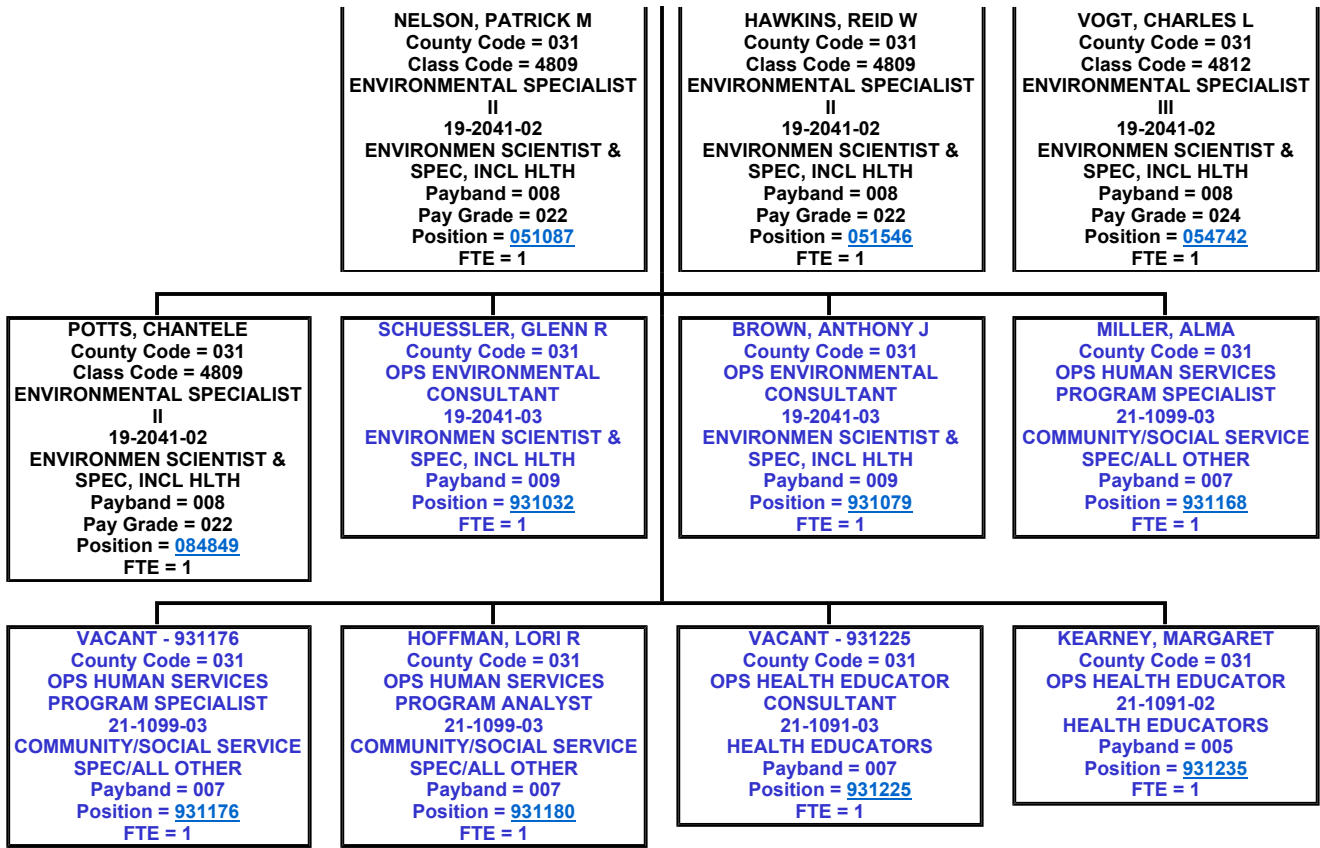 NELSON, PATRICK M
County Code = 031
Class Code = 4809
ENVIRONMENTAL SPECIALIST
II
19-2041-02
ENVIRONMEN SCIENTIST &
SPEC, INCL HLTH
Payband = 008
Pay Grade = 022
Position = 051087
FTE = 1
HAWKINS, REID W
County Code = 031
Class Code = 4809
ENVIRONMENTAL SPECIALIST
II
19-2041-02
ENVIRONMEN SCIENTIST &
SPEC, INCL HLTH
Payband = 008
Pay Grade = 022
Position = 051546
FTE = 1
VOGT, CHARLES L
County Code = 031
Class Code = 4812
ENVIRONMENTAL SPECIALIST
III
19-2041-02
ENVIRONMEN SCIENTIST &
SPEC, INCL HLTH
Payband = 008
Pay Grade = 024
Position = 054742
FTE = 1
POTTS, CHANTELE
County Code = 031
Class Code = 4809
ENVIRONMENTAL SPECIALIST
II
19-2041-02
ENVIRONMEN SCIENTIST &
SPEC, INCL HLTH
Payband = 008
Pay Grade = 022
Position = 084849
FTE = 1
SCHUESSLER, GLENN R
County Code = 031
OPS ENVIRONMENTAL
CONSULTANT
19-2041-03
ENVIRONMEN SCIENTIST &
SPEC, INCL HLTH
Payband = 009
Position = 931032
FTE = 1
BROWN, ANTHONY J
County Code = 031
OPS ENVIRONMENTAL
CONSULTANT
19-2041-03
ENVIRONMEN SCIENTIST &
SPEC, INCL HLTH
Payband = 009
Position = 931079
FTE = 1
MILLER, ALMA
County Code = 031
OPS HUMAN SERVICES
PROGRAM SPECIALIST
21-1099-03
COMMUNITY/SOCIAL SERVICE
SPEC/ALL OTHER
Payband = 007
Position = 931168
FTE = 1
VACANT - 931176
County Code = 031
OPS HUMAN SERVICES
PROGRAM SPECIALIST
21-1099-03
COMMUNITY/SOCIAL SERVICE
SPEC/ALL OTHER
Payband = 007
Position = 931176
FTE = 1
HOFFMAN, LORI R
County Code = 031
OPS HUMAN SERVICES
PROGRAM ANALYST
21-1099-03
COMMUNITY/SOCIAL SERVICE
SPEC/ALL OTHER
Payband = 007
Position = 931180
FTE = 1
VACANT - 931225
County Code = 031
OPS HEALTH EDUCATOR
CONSULTANT
21-1091-03
HEALTH EDUCATORS
Payband = 007
Position = 931225
FTE = 1
KEARNEY, MARGARET
County Code = 031
OPS HEALTH EDUCATOR
21-1091-02
HEALTH EDUCATORS
Payband = 005
Position = 931235
FTE = 1